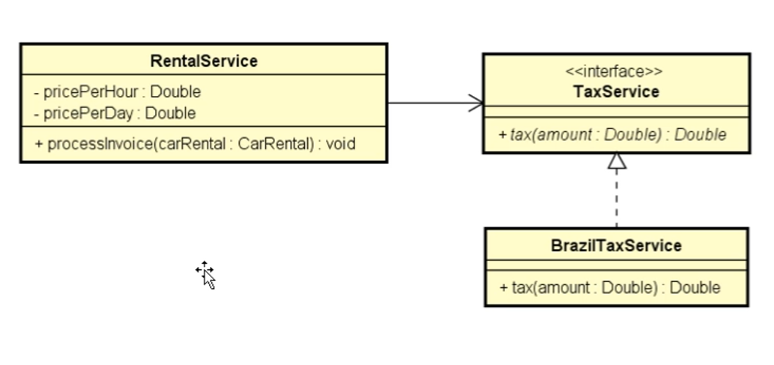 RentalService
- pricePerHour : Double
- pricePerDay : Double
+ processInvoice(carRental : CarRental) : void
<<interface>>
TaxService
+ tax(amount : Double) : Double
BrazilTaxService
+ tax(amount : Double) : Double